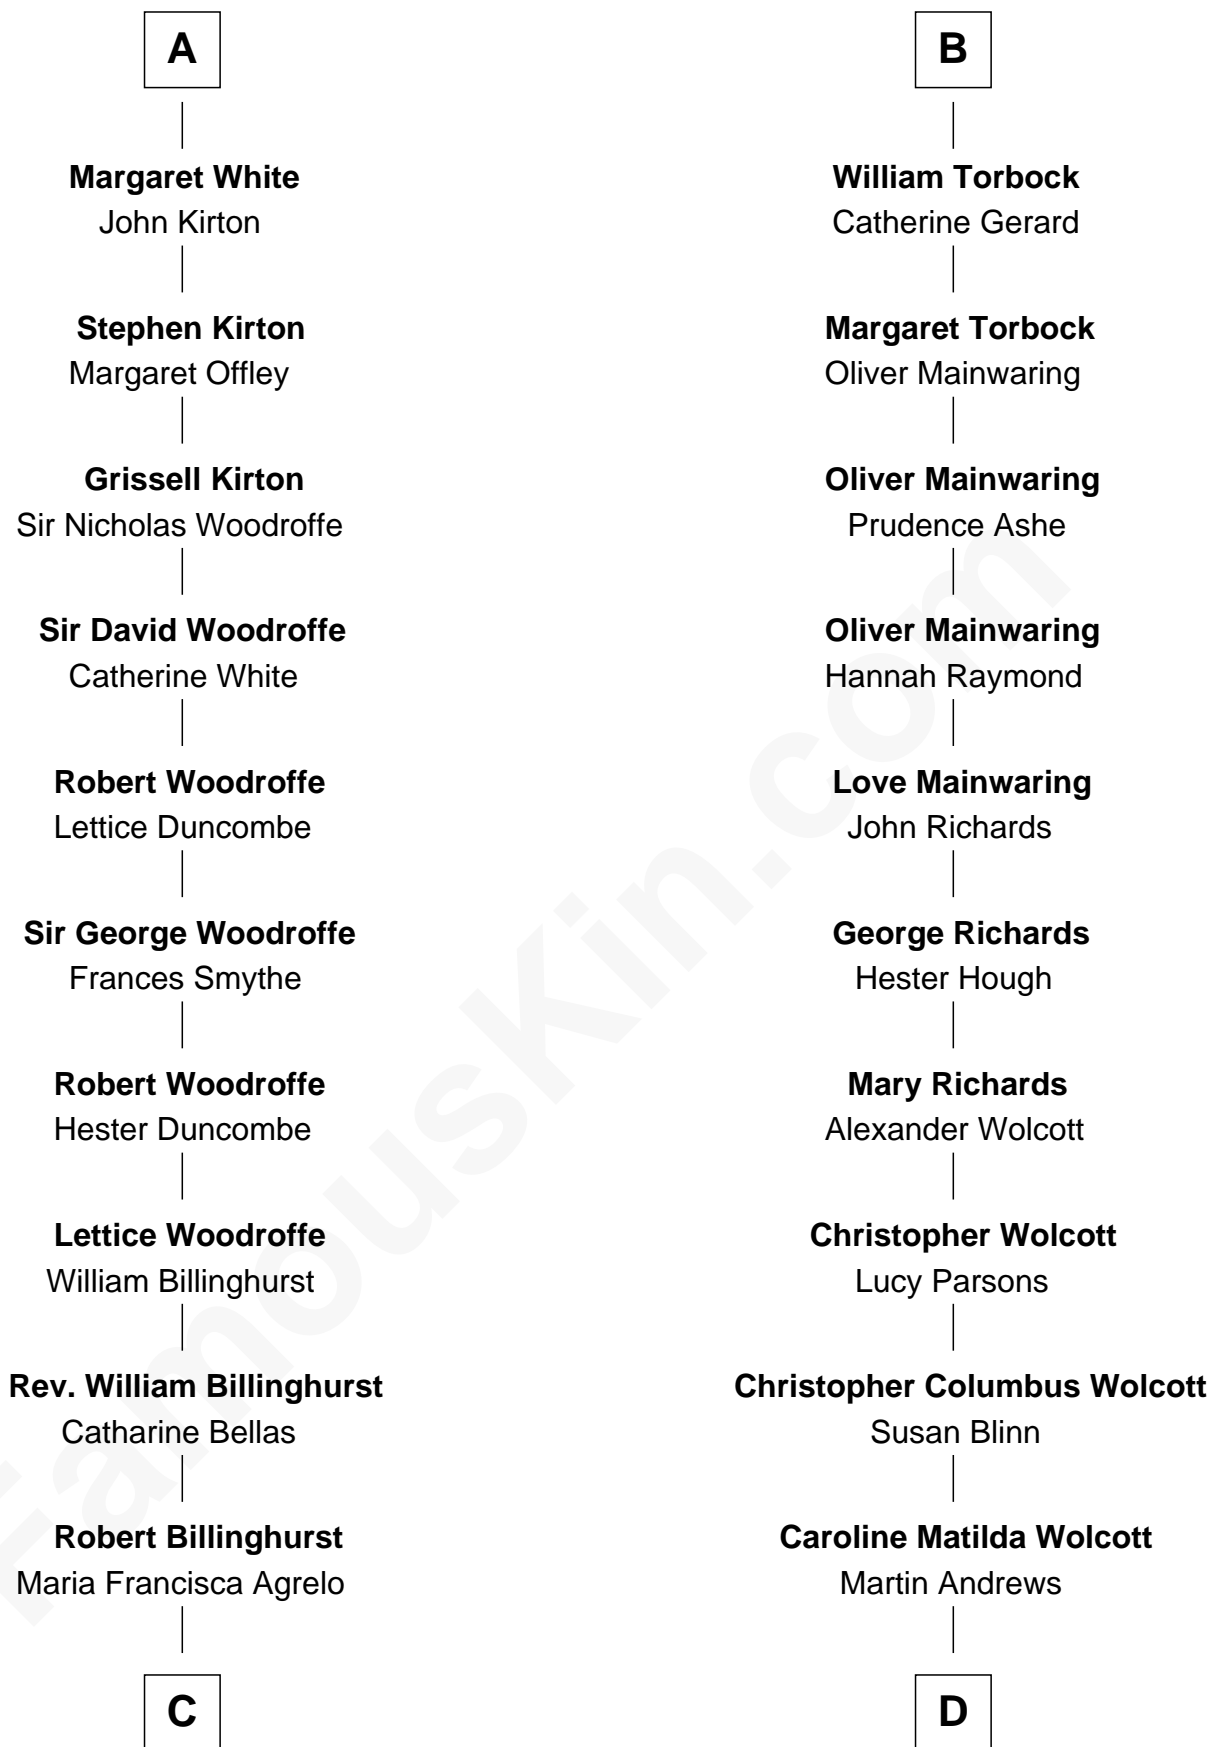 A
Margaret White
John Kirton
Stephen Kirton
Margaret Offley
Grissell Kirton
Sir Nicholas Woodroffe
Sir David Woodroffe
Catherine White
Robert Woodroffe
Lettice Duncombe
Sir George Woodroffe
Frances Smythe
Robert Woodroffe
Hester Duncombe
Lettice Woodroffe
William Billinghurst
Rev. William Billinghurst
Catharine Bellas
Robert Billinghurst
Maria Francisca Agrelo
C
B
William Torbock
Catherine Gerard
Margaret Torbock
Oliver Mainwaring
Oliver Mainwaring
Prudence Ashe
Oliver Mainwaring
Hannah Raymond
Love Mainwaring
John Richards
George Richards
Hester Hough
Mary Richards
Alexander Wolcott
Christopher Wolcott
Lucy Parsons
Christopher Columbus Wolcott
Susan Blinn
Caroline Matilda Wolcott
Martin Andrews
D
FamousKin.com